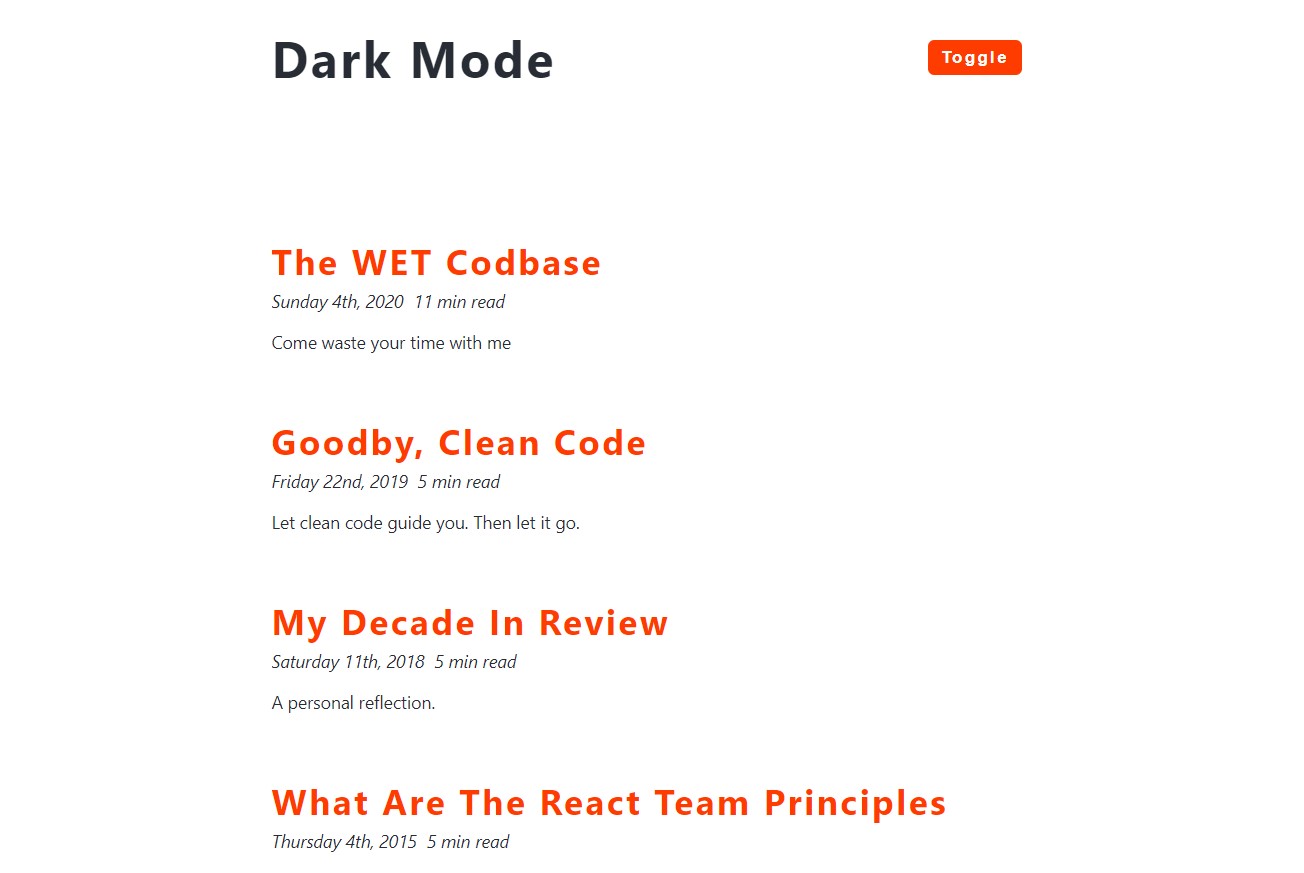 Dark Mode
Toggle
The WET Codbase
Sunday 4th, 2020 11 min read
Come waste your time with me
Goodby, Clean Code
Friday 22nd, 2019 5 min read
Let clean code guide you. Then let it go.
My Decade In Review
Saturday 11th, 2018 5 min read
A personal reflection.
What Are The React Team Principles
Thursday 4th, 2015 5 min read